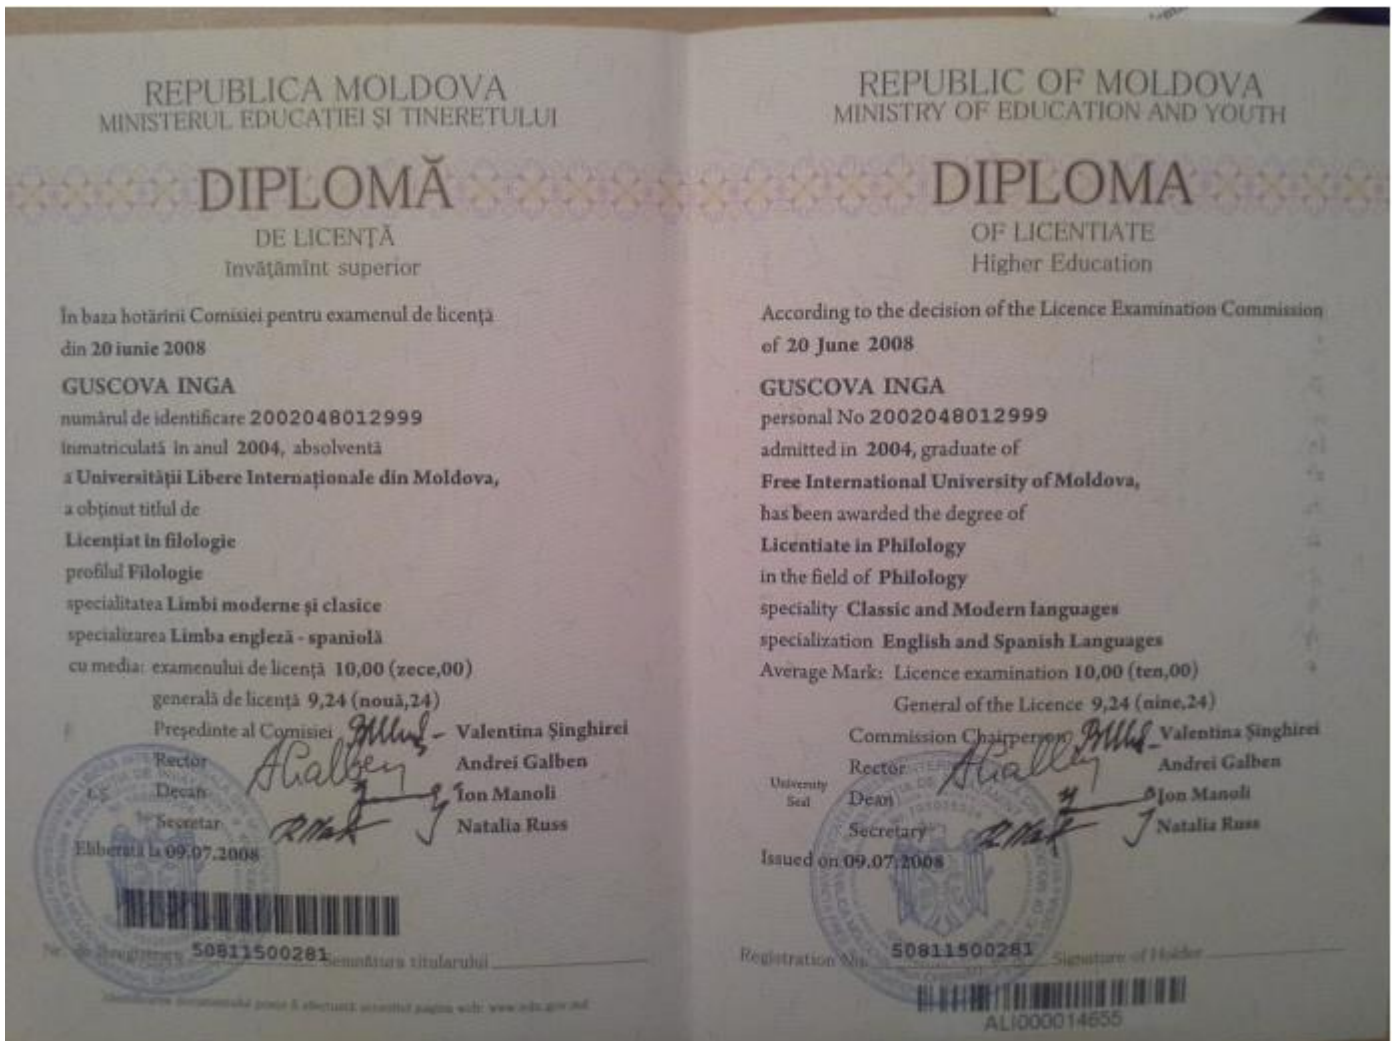 REPUBLICA MOLDOVA
MINISTERUL EDUCAȚIEI ȘI TINERETULUI
DIPLOMĂ
DE LICENȚĂ
învățămînt superior
În baza hotărîrii Comisiei pentru examenul de licență
din 20 iunie 2008
GUSCOVA INGA
numărul de identificare 2002048012999
înmatriculată în anul 2004, absolventă
a Universității Libere Internaționale din Moldova,
a obținut titlul de
Licențiat în filologie
profilul Filologie
specialitatea Limbi moderne și clasice
specializarea Limba engleză - spaniolă
cu media: examenului de licență 10,00 (zece,00)
generală de licență 9,24 (nouă,24)
Președinte al Comisiei Valentina Șinghirei
Rector Andrei Galben
L.Ș. Decan Ion Manoli
Secretar Natalia Russ
Eliberată la 09.07.2008
50811500281 Semnătura titularului
REPUBLIC OF MOLDOVA
MINISTRY OF EDUCATION AND YOUTH
DIPLOMA
OF LICENTIATE
Higher Education
According to the decision of the Licence Examination Commission
of 20 June 2008
GUSCOVA INGA
personal No 2002048012999
admitted in 2004, graduate of
Free International University of Moldova,
has been awarded the degree of
Licentiate in Philology
in the field of Philology
speciality Classic and Modern languages
specialization English and Spanish Languages
Average Mark: Licence examination 10,00 (ten,00)
General of the Licence 9,24 (nine,24)
Commission Chairperson Valentina Șinghirei
Rector Andrei Galben
University
Seal
Dean Ion Manoli
Secretary Natalia Russ
Issued on 09.07.2008
Registration No. 50811500281 Signature of Holder
ALI000014655